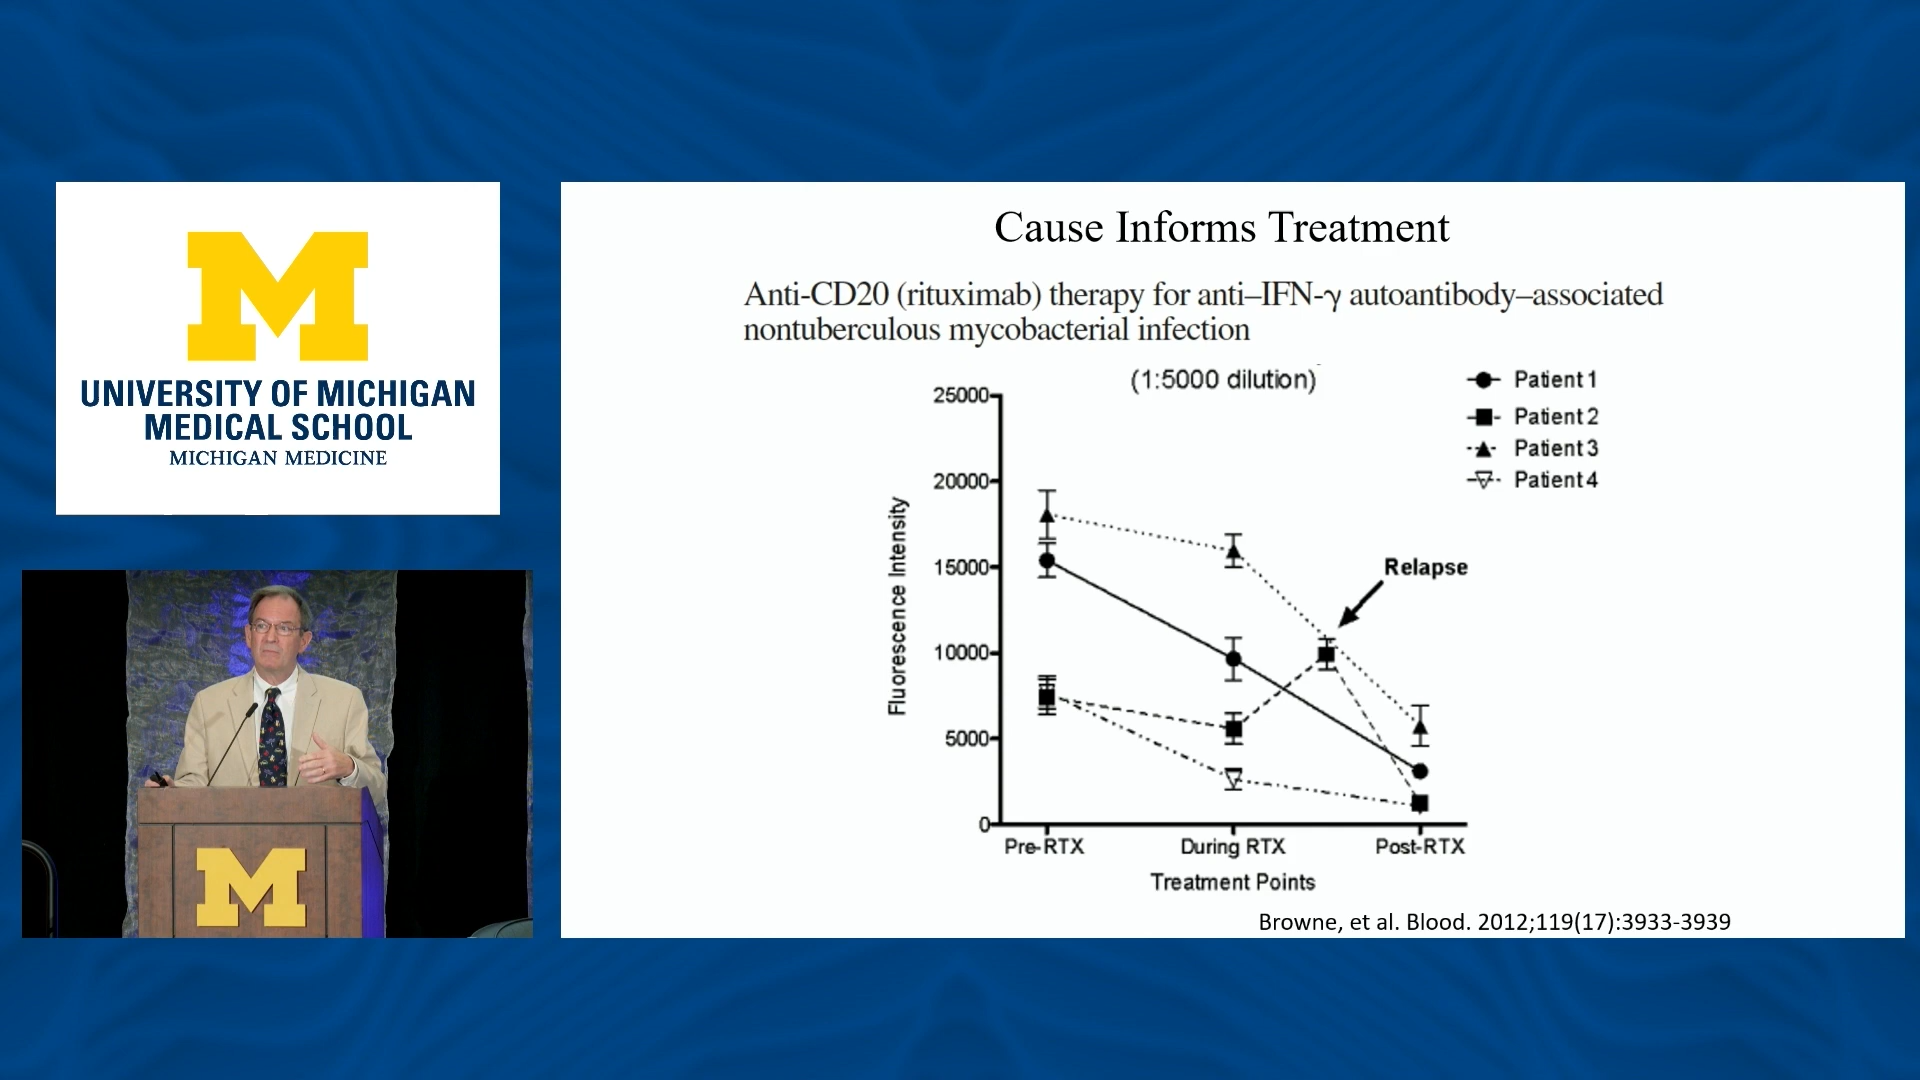 M
UNIVERSITY OF MICHIGAN
MEDICAL SCHOOL
MICHIGAN MEDICINE
M
Cause Informs Treatment
Anti-CD20 (rituximab) therapy for anti–IFN-γ autoantibody–associated
nontuberculous mycobacterial infection
(1:5000 dilution)
Patient 1
Patient 2
Patient 3
Patient 4
25000
20000
15000
10000
5000
0
Fluorescence Intensity
Relapse
Pre-RTX During RTX Post-RTX
Treatment Points
Browne, et al. Blood. 2012;119(17):3933-3939